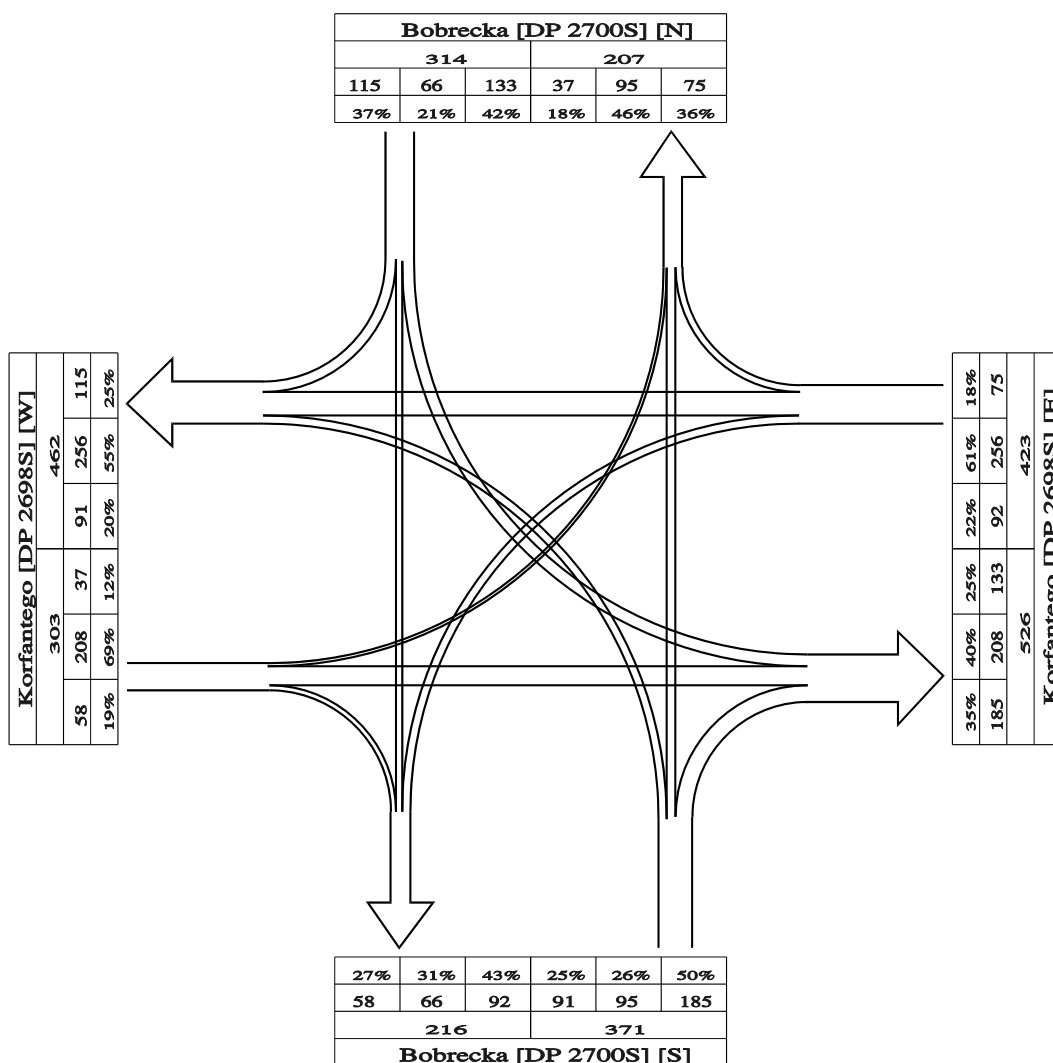 Bobrecka [DP 2700S] [N]
314 207
115 66 133 37 95 75
37% 21% 42% 18% 46% 36%
Korfantego [DP 2698S] [W]
303 462
58 208 37 91 256 115
19% 69% 12% 20% 55% 25%
35% 40% 25% 22% 61% 18%
185 208 133 92 256 75
526 423
Korfantego [DP 2698S] [E]
27% 31% 43% 25% 26% 50%
58 66 92 91 95 185
216 371
Bobrecka [DP 2700S] [S]